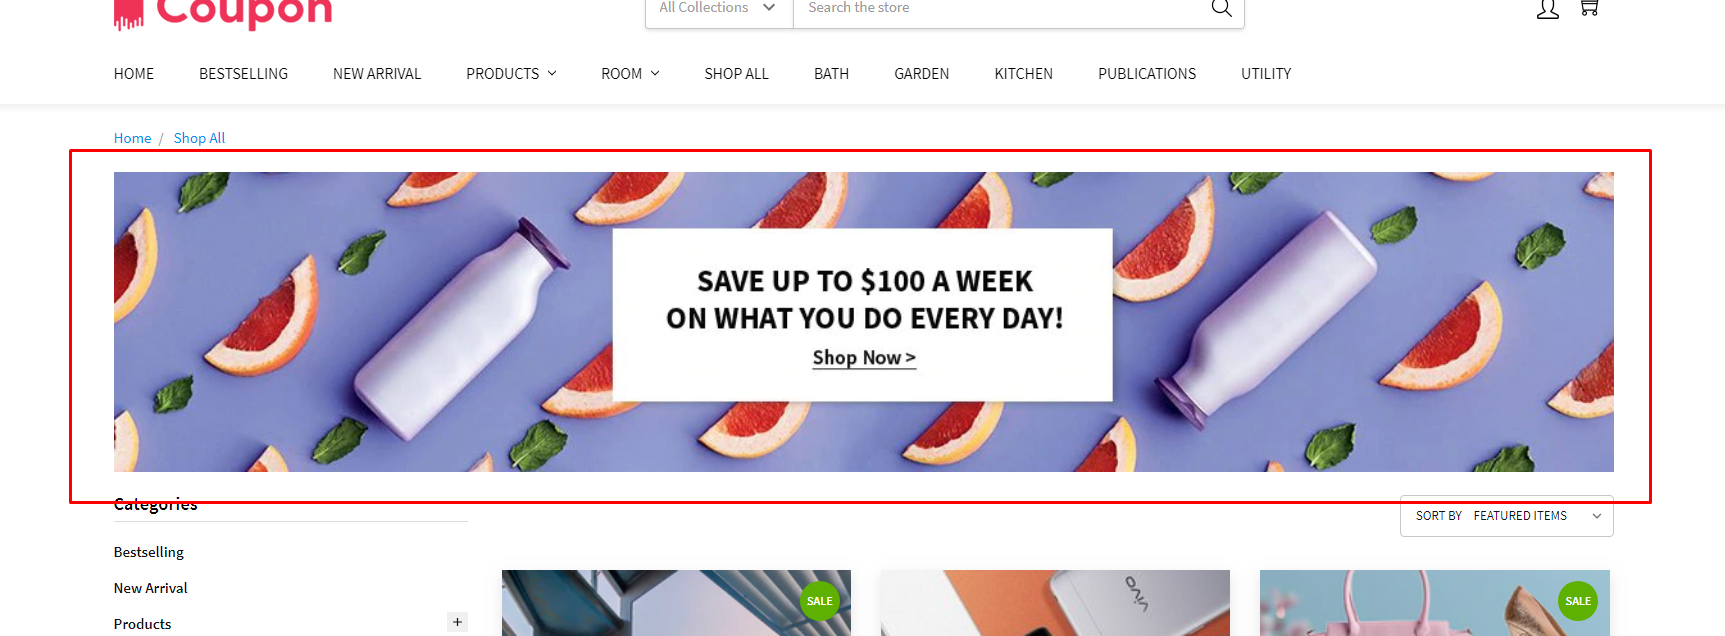 Coupon
All Collections
Search the store
HOME BESTSELLING NEW ARRIVAL PRODUCTS ROOM SHOP ALL BATH GARDEN KITCHEN PUBLICATIONS UTILITY
Home / Shop All
SAVE UP TO $100 A WEEK
ON WHAT YOU DO EVERY DAY!
Shop Now >
Categories
SORT BY FEATURED ITEMS
Bestselling
New Arrival
Products +
SALE
vivo
SALE